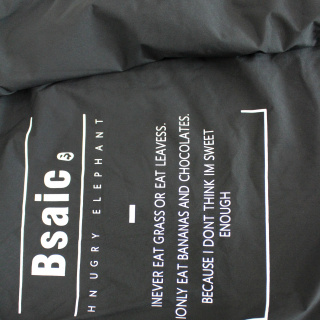 Bsaic®
HNUGRY ELEPHANT
INEVER EAT GRASS OR EAT LEAVESS.
IONLY EAT BANANAS AND CHOCOLATES.
BECAUSE I DONT THINK IM SWEET
ENOUGH